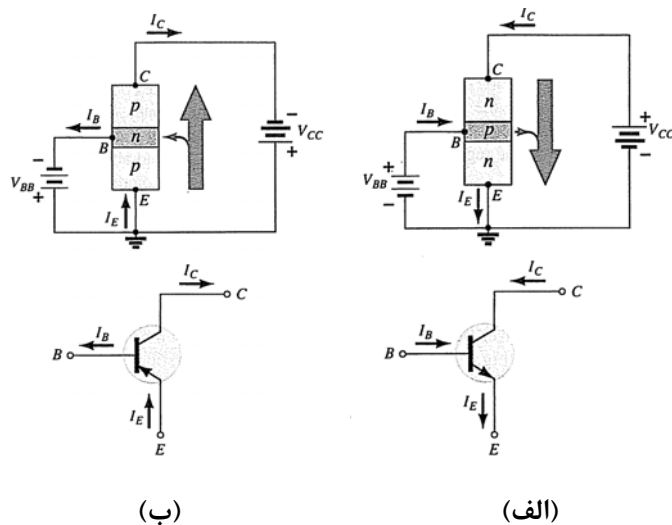 I_C
C
p
n
p
I_B
B
V_BB
-
+
-
V_CC
+
E
I_E
I_C
C
n
p
n
I_B
B
V_BB
+
-
+
V_CC
-
E
I_E
I_C
C
I_B
B
I_E
E
I_C
C
I_B
B
I_E
E
(ب)
(الف)